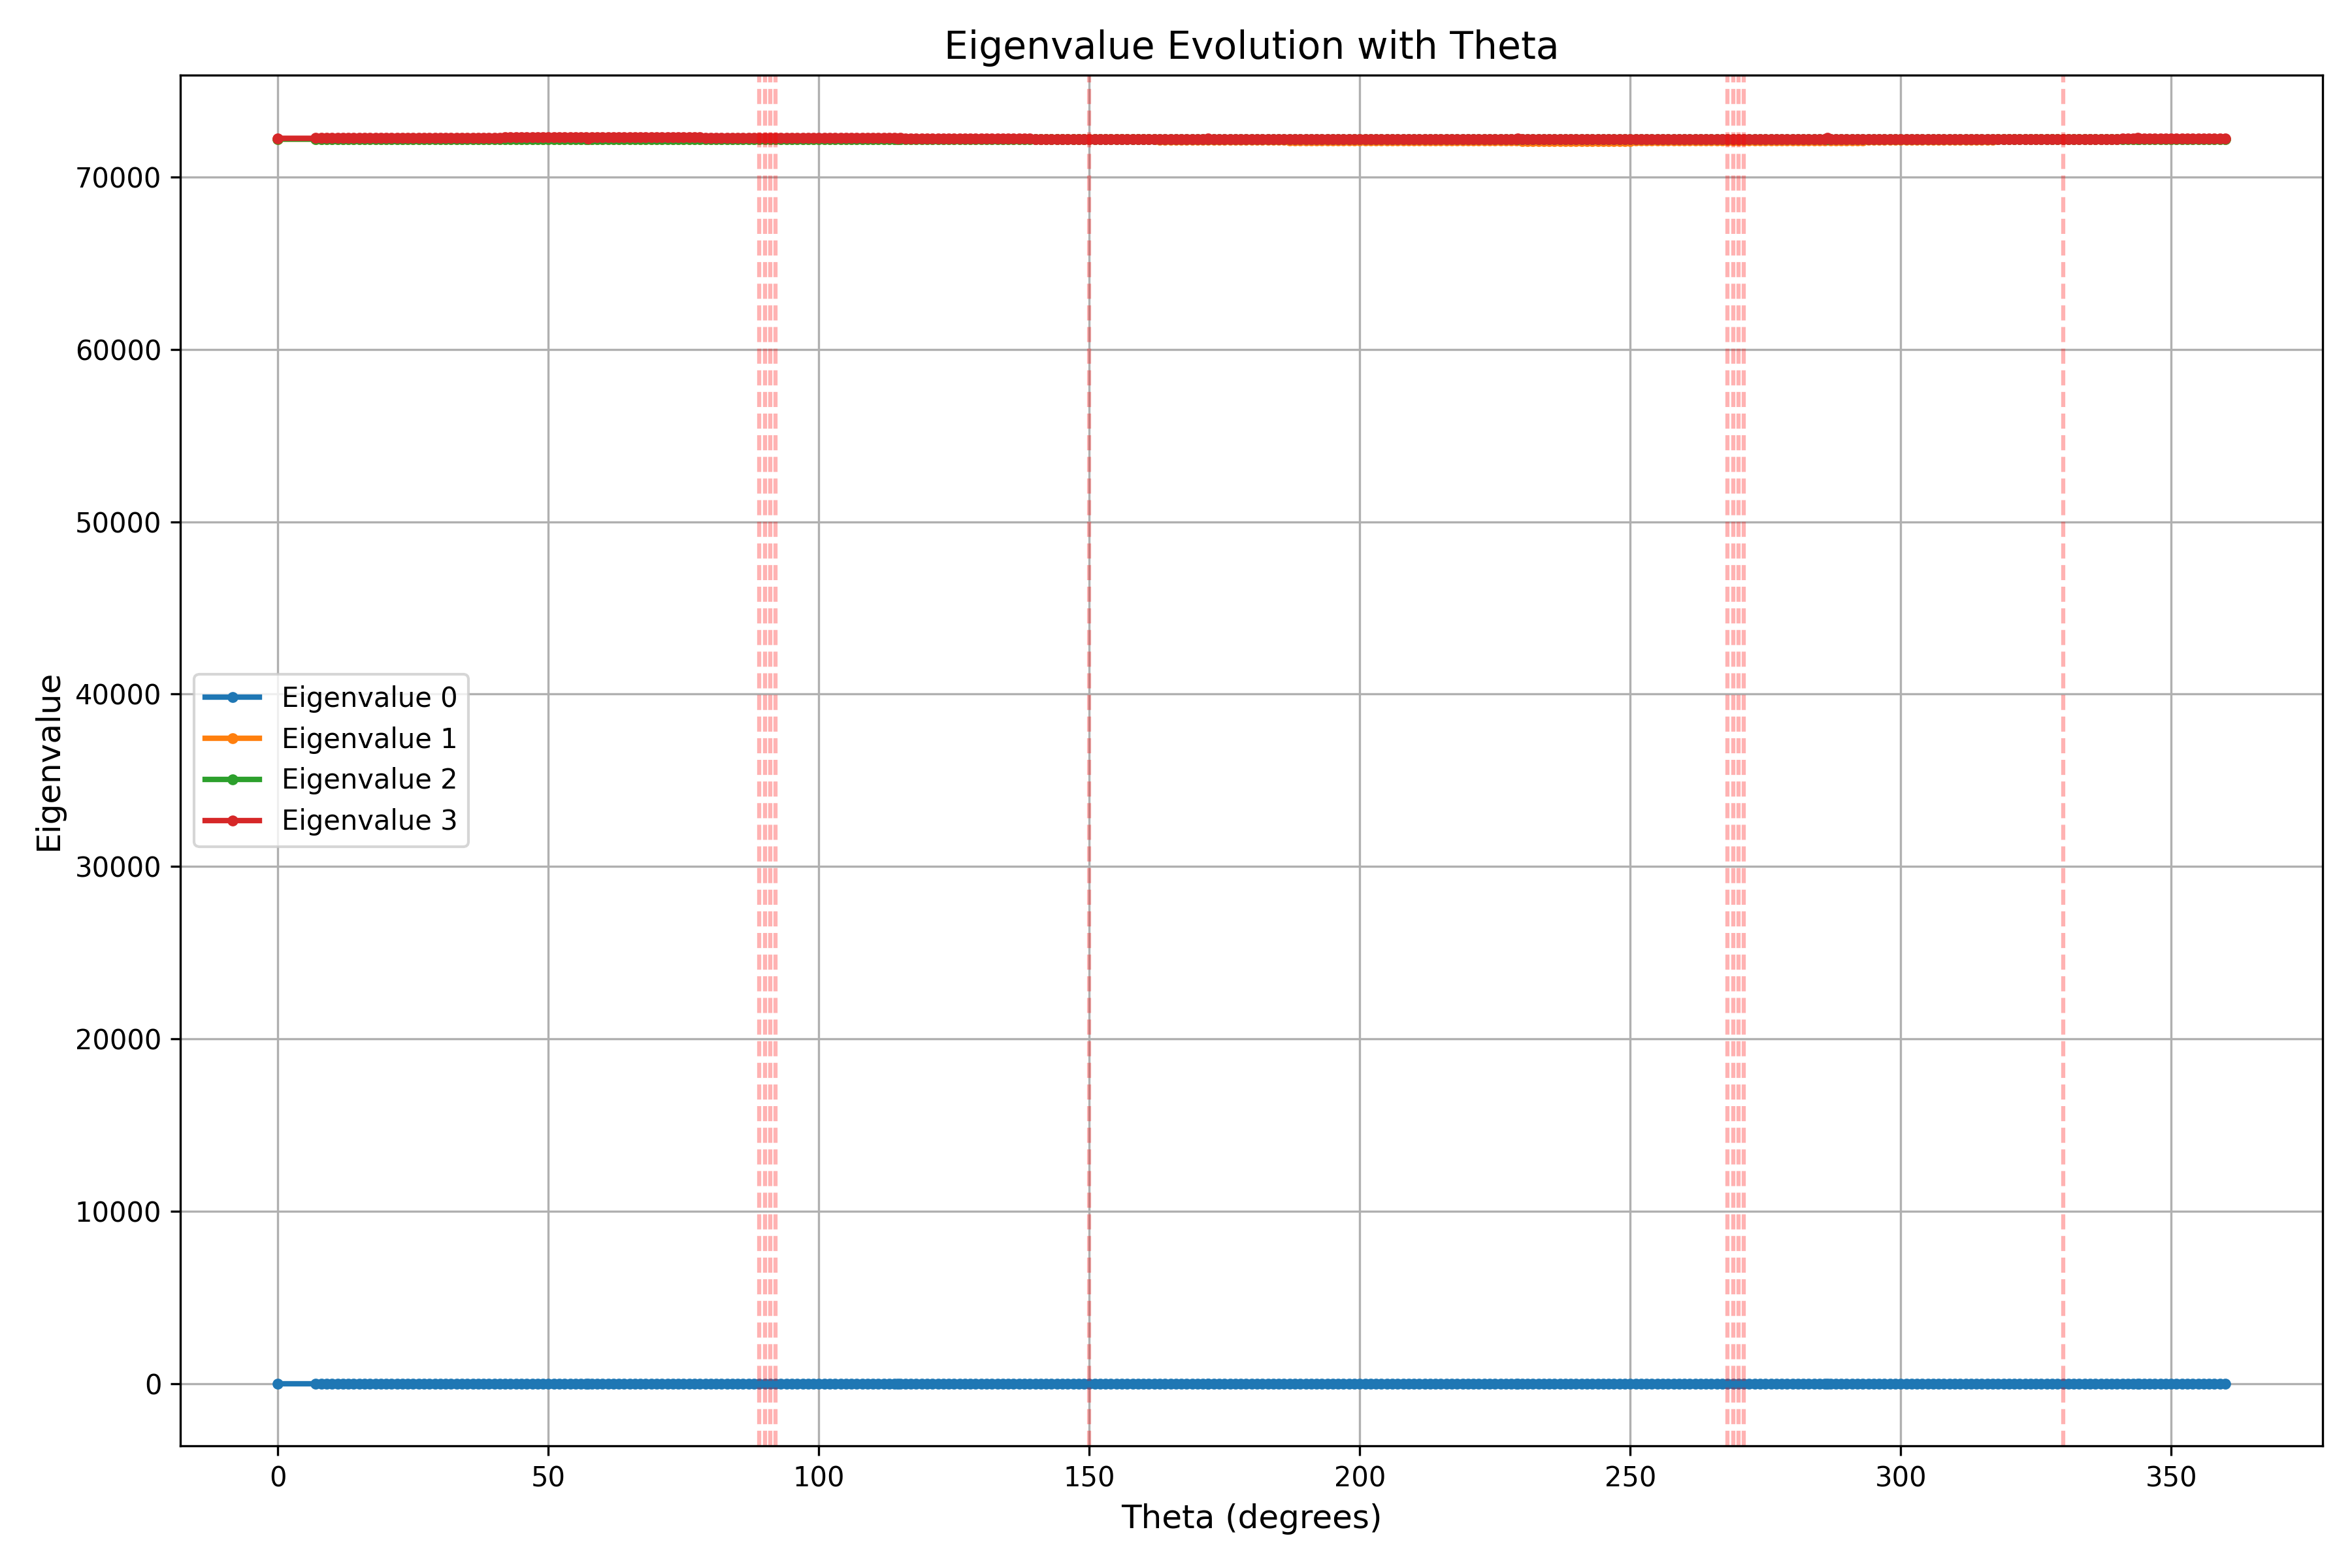 Eigenvalue Evolution with Theta
Eigenvalue
70000
60000
50000
40000
30000
20000
10000
0
Eigenvalue 0
Eigenvalue 1
Eigenvalue 2
Eigenvalue 3
0 50 100 150 200 250 300 350
Theta (degrees)